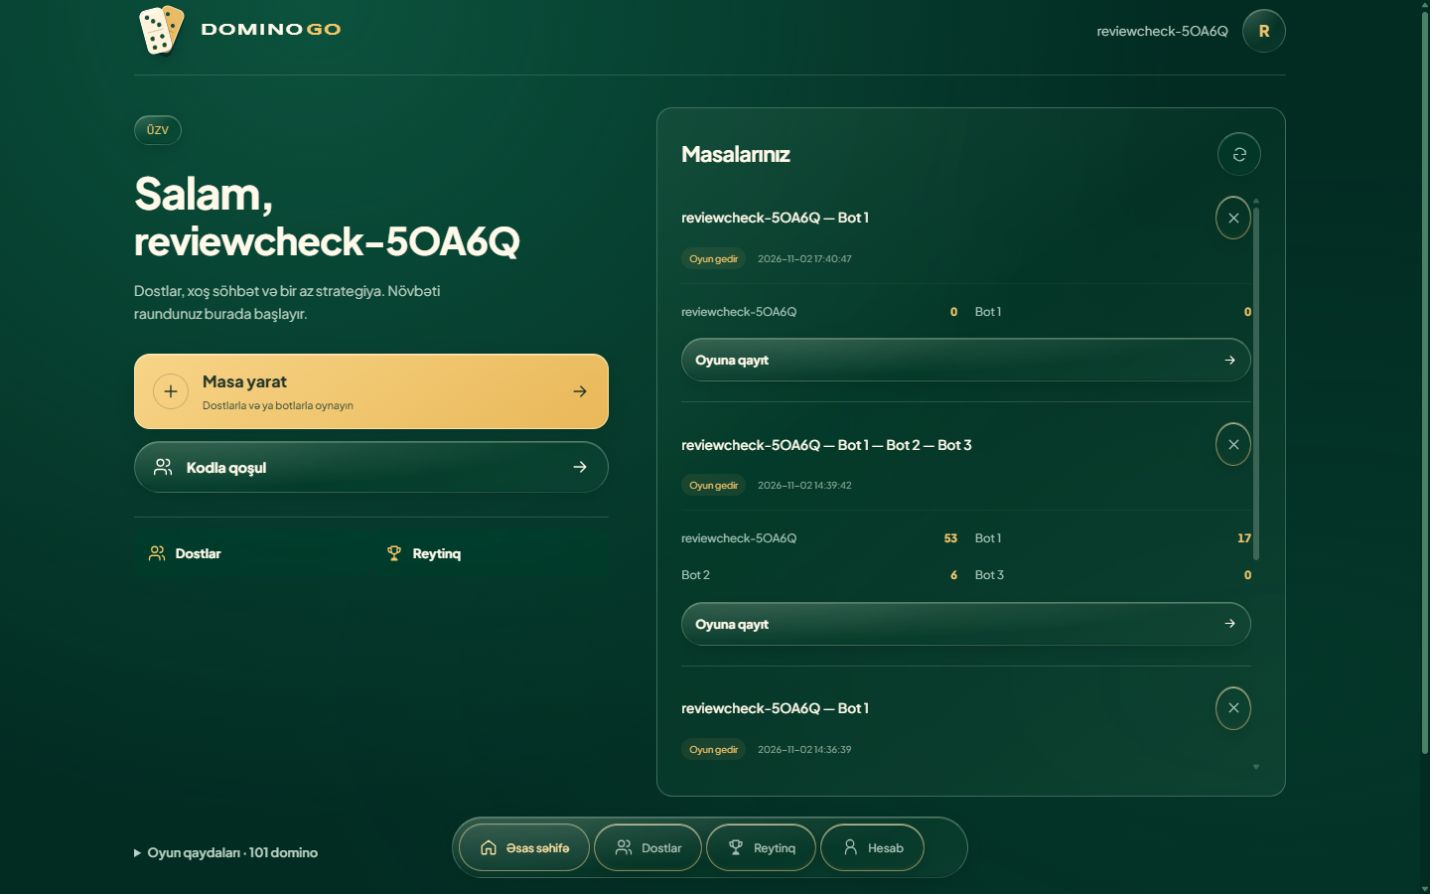 DOMINO GO
reviewcheck-5OA6Q
R
ÜZV
Salam,
reviewcheck-5OA6Q
Dostlar, xoş söhbət və bir az strategiya. Növbəti
raundunuz burada başlayır.
Masa yarat
Dostlarla və ya botlarla oynayın
Kodla qoşul
Dostlar
Reytinq
Masalarınız
reviewcheck-5OA6Q — Bot 1
Oyun gedir 2026-11-02 17:40:47
reviewcheck-5OA6Q 0 Bot 1 0
Oyuna qayıt
reviewcheck-5OA6Q — Bot 1 — Bot 2 — Bot 3
Oyun gedir 2026-11-02 14:39:42
reviewcheck-5OA6Q 53 Bot 1 17
Bot 2 6 Bot 3 0
Oyuna qayıt
reviewcheck-5OA6Q — Bot 1
Oyun gedir 2026-11-02 14:36:39
Oyun qaydaları · 101 domino
Əsas səhifə
Dostlar
Reytinq
Hesab